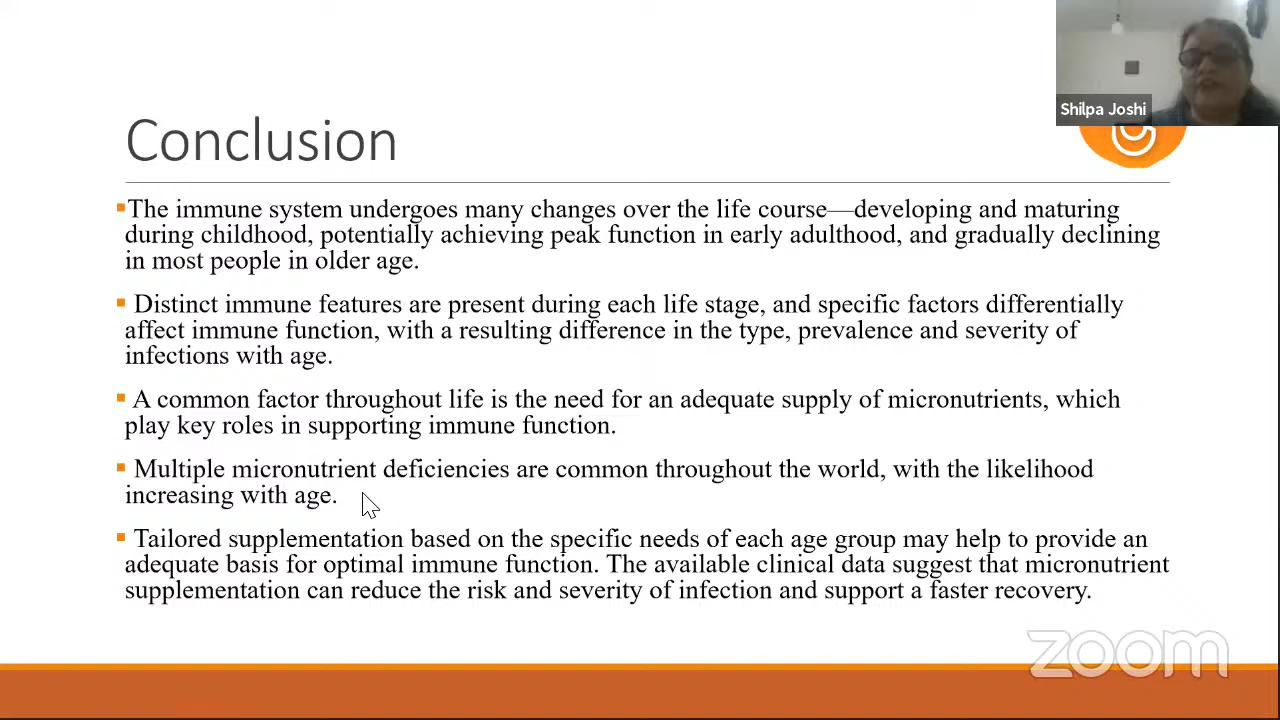 Shilpa Joshi
Conclusion
▪The immune system undergoes many changes over the life course—developing and maturing
during childhood, potentially achieving peak function in early adulthood, and gradually declining
in most people in older age.
▪ Distinct immune features are present during each life stage, and specific factors differentially
affect immune function, with a resulting difference in the type, prevalence and severity of
infections with age.
▪ A common factor throughout life is the need for an adequate supply of micronutrients, which
play key roles in supporting immune function.
▪ Multiple micronutrient deficiencies are common throughout the world, with the likelihood
increasing with age.
▪ Tailored supplementation based on the specific needs of each age group may help to provide an
adequate basis for optimal immune function. The available clinical data suggest that micronutrient
supplementation can reduce the risk and severity of infection and support a faster recovery.
zoom